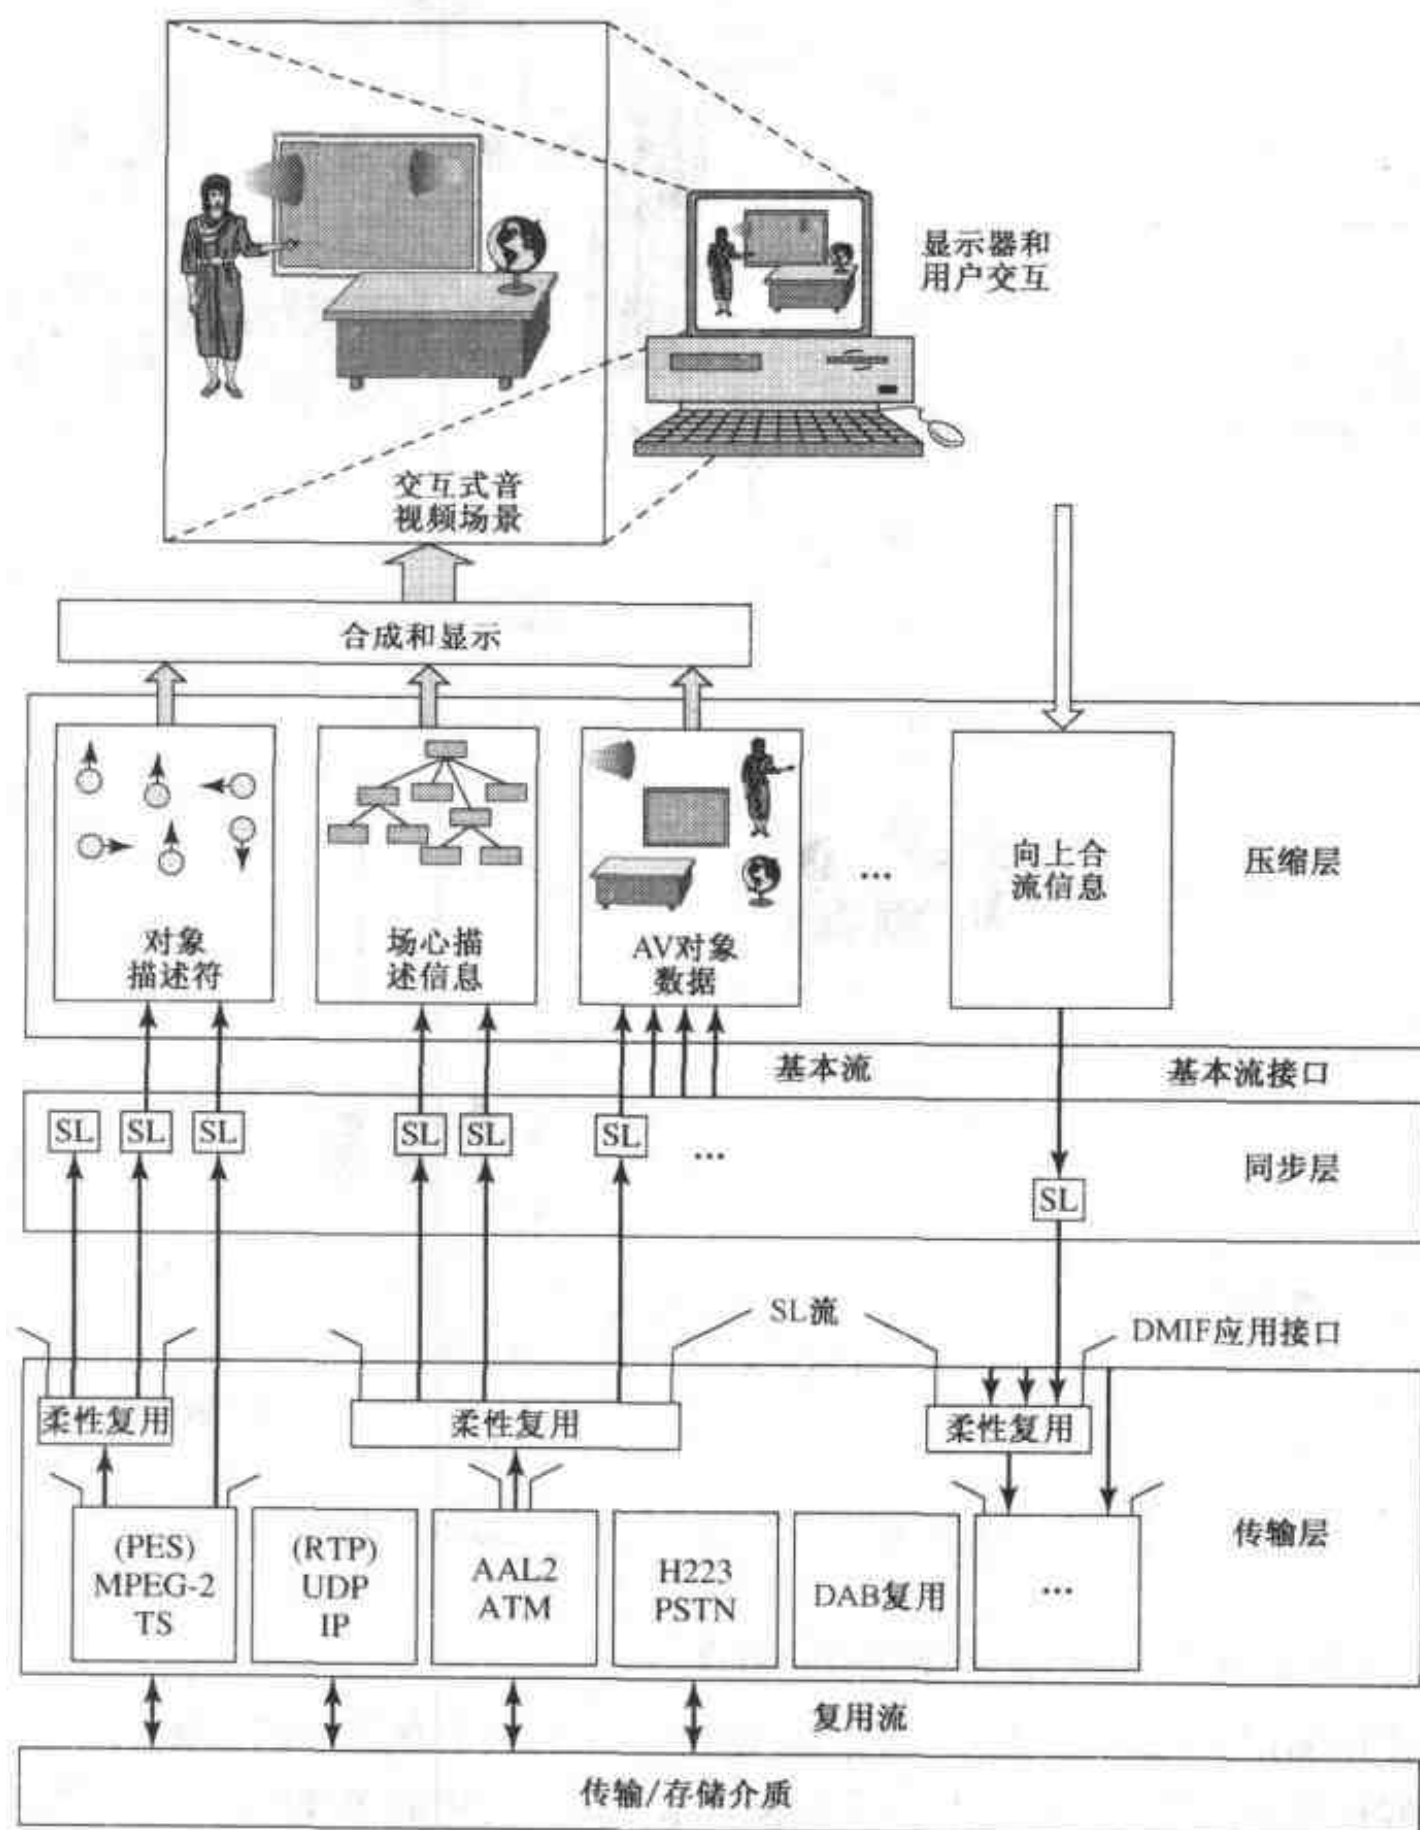 显示器和
用户交互
交互式音
视频场景
合成和显示
对象
描述符
场心描
述信息
AV对象
数据
...
向上合
流信息
压缩层
基本流
基本流接口
SL
SL
SL
SL
SL
SL
...
SL
同步层
SL流
DMIF应用接口
柔性复用
柔性复用
柔性复用
(PES)
MPEG-2
TS
(RTP)
UDP
IP
AAL2
ATM
H223
PSTN
DAB复用
...
传输层
复用流
传输/存储介质